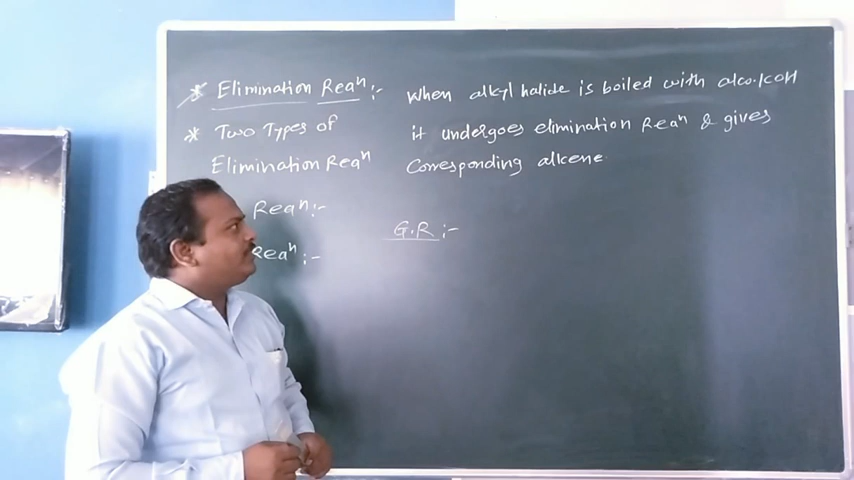 * Elimination Reaⁿ :-
* Two Types of
Elimination Reaⁿ
Reaⁿ :-
Reaⁿ :-
When alkyl halide is boiled with alco.KOH
it undergoes elimination Reaⁿ & gives
Corresponding alkene.
G.R :-